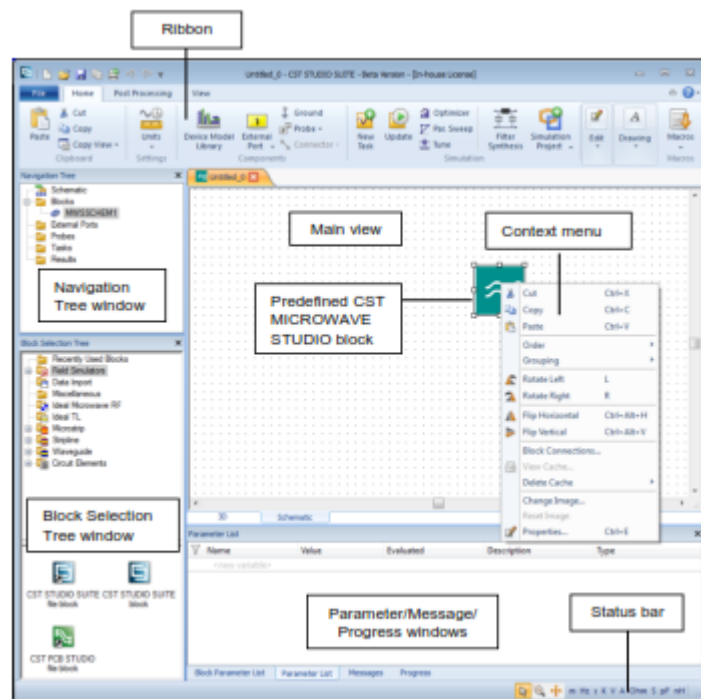 Ribbon
untitled_0 - CST STUDIO SUITE - Beta Version - [In-house License]
File Home Post Processing View
Paste Cut Copy Copy View Clipboard
Units Settings
Device Model Library External Port Ground Probe Connector Components
New Task Update Optimizer Par. Sweep Tune Filter Synthesis Simulation Project Simulation
Edit Drawing Macros Macros
Navigation Tree
untitled_0
Schematic
Blocks
MWSSCHEM1
External Ports
Probes
Tasks
Results
Navigation
Tree window
Main view
Context menu
Predefined CST
MICROWAVE
STUDIO block
Cut Ctrl+X
Copy Ctrl+C
Paste Ctrl+V
Order
Grouping
Rotate Left L
Rotate Right R
Flip Horizontal Ctrl+Alt+H
Flip Vertical Ctrl+Alt+V
Block Connections...
View Cache...
Delete Cache
Change Image...
Reset Image
Properties... Ctrl+E
Block Selection Tree
Recently Used Blocks
Field Simulators
Data Import
Miscellaneous
Ideal Microwave RF
Ideal TL
Microstrip
Stripline
Waveguide
Circuit Elements
Block Selection
Tree window
CST STUDIO SUITE file block
CST STUDIO SUITE block
CST PCB STUDIO file block
3D Schematic
Parameter List
Name Value Evaluated Description Type
<new variable>
Parameter/Message/
Progress windows
Status bar
Block Parameter List Parameter List Messages Progress
m Hz s K V A Ohm S pF nH